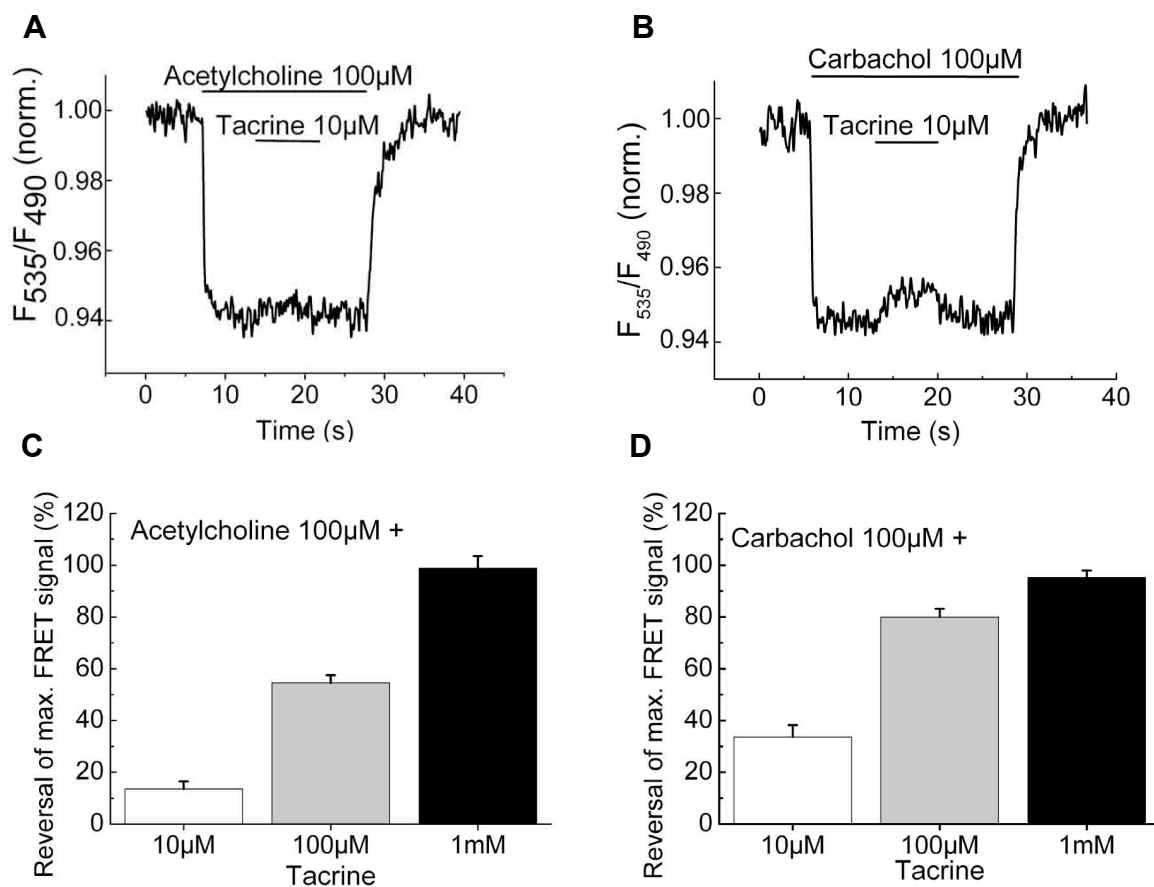 A
Acetylcholine 100µM
Tacrine 10µM
1.00
0.98
0.96
0.94
F535/F490 (norm.)
0 10 20 30 40
Time (s)
B
Carbachol 100µM
Tacrine 10µM
1.00
0.98
0.96
0.94
F535/F490 (norm.)
0 10 20 30 40
Time (s)
C
Acetylcholine 100µM +
120
100
80
60
40
20
0
Reversal of max. FRET signal (%)
10µM 100µM 1mM
Tacrine
D
Carbachol 100µM +
120
100
80
60
40
20
0
Reversal of max. FRET signal (%)
10µM 100µM 1mM
Tacrine